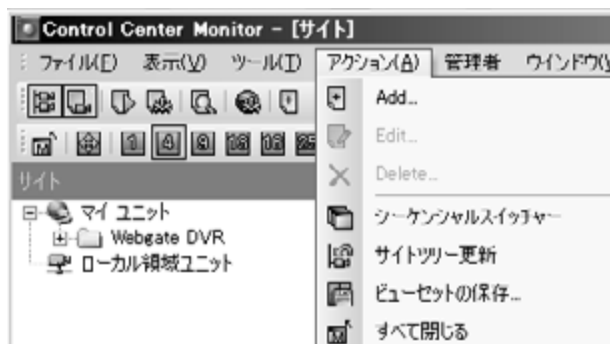 Control Center Monitor - [サイト]
ファイル(F) 表示(V) ツール(T) アクション(A) 管理者 ウインドウ(
Add...
Edit...
Delete...
1 4 9 16
サイト
マイ ユニット
Webgate DVR
ローカル領域ユニット
シーケンシャルスイッチャー
サイトツリー更新
ビューセットの保存...
すべて閉じる